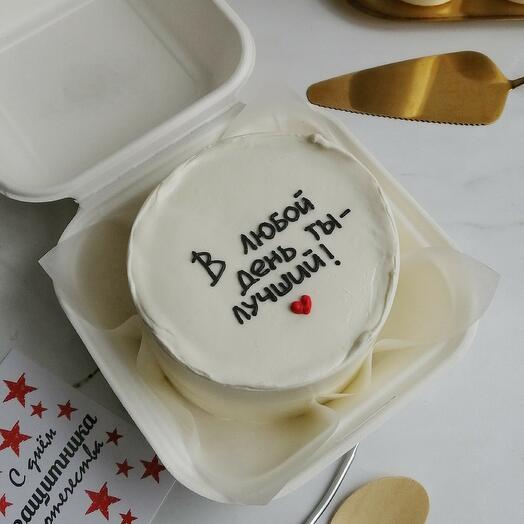 В ЛЮБОЙ
ДЕНЬ ТЫ-
ЛУЧШИЙ!
С днём
защитника
отечества